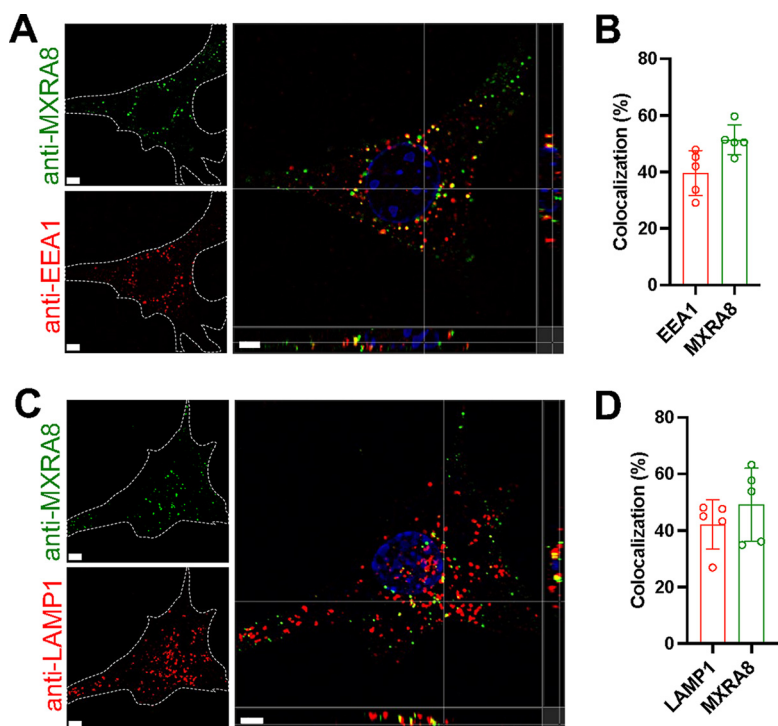 A
anti-MXRA8
anti-EEA1
B
Colocalization (%)
80
60
40
20
0
EEA1
MXRA8
C
anti-MXRA8
anti-LAMP1
D
Colocalization (%)
80
60
40
20
0
LAMP1
MXRA8